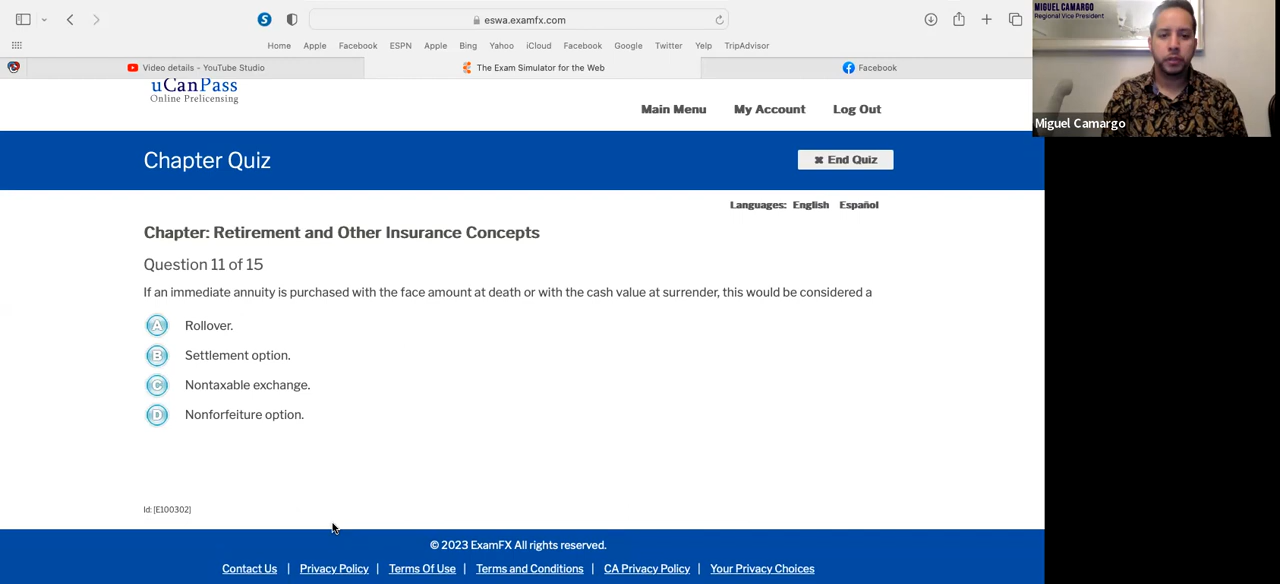 eswa.examfx.com
Home Apple Facebook ESPN Apple Bing Yahoo iCloud Facebook Google Twitter Yelp TripAdvisor
Video details - YouTube Studio
The Exam Simulator for the Web
Facebook
MIGUEL CAMARGO
Regional Vice President
Miguel Camargo
uCanPass
Online Prelicensing
Main Menu My Account Log Out
Chapter Quiz
✖ End Quiz
Languages: English Español
Chapter: Retirement and Other Insurance Concepts
Question 11 of 15
If an immediate annuity is purchased with the face amount at death or with the cash value at surrender, this would be considered a
A Rollover.
B Settlement option.
C Nontaxable exchange.
D Nonforfeiture option.
Id: [E100302]
© 2023 ExamFX All rights reserved.
Contact Us | Privacy Policy | Terms Of Use | Terms and Conditions | CA Privacy Policy | Your Privacy Choices